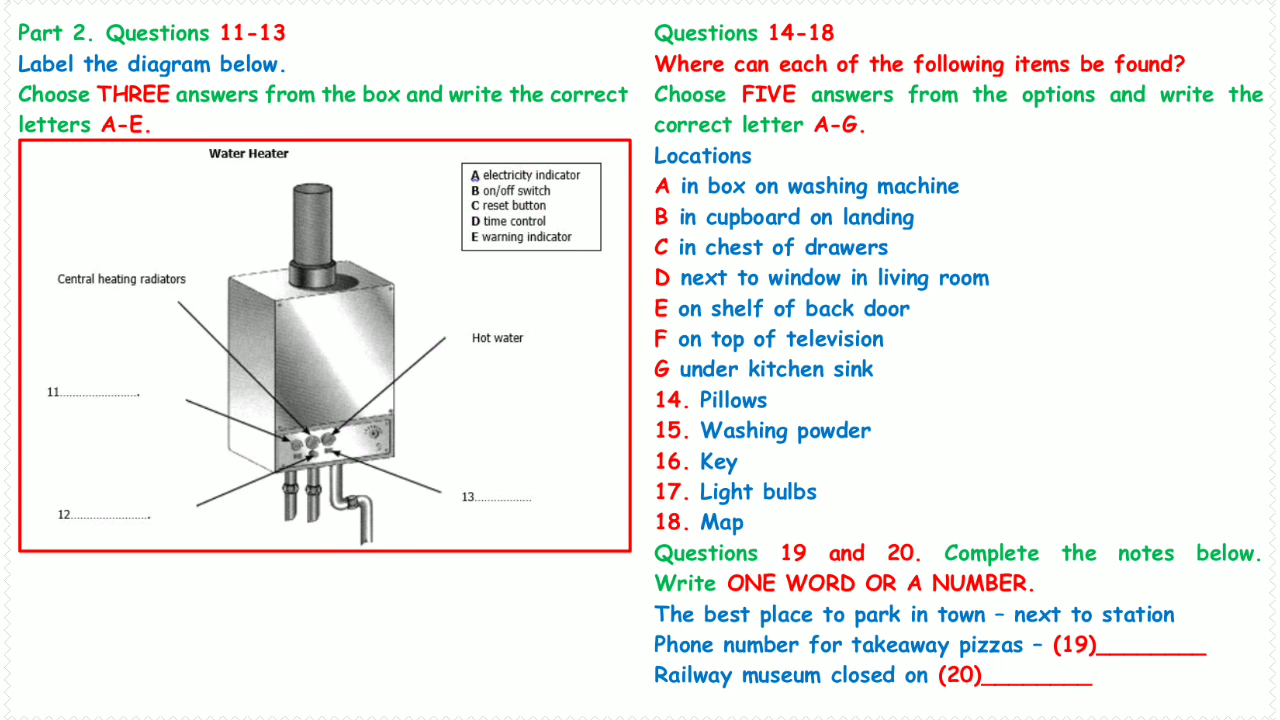 Part 2. Questions 11-13
Label the diagram below.
Choose THREE answers from the box and write the correct
letters A-E.
Water Heater
A electricity indicator
B on/off switch
C reset button
D time control
E warning indicator
Central heating radiators
Hot water
11..........................
12..........................
13..................
Questions 14-18
Where can each of the following items be found?
Choose FIVE answers from the options and write the
correct letter A-G.
Locations
A in box on washing machine
B in cupboard on landing
C in chest of drawers
D next to window in living room
E on shelf of back door
F on top of television
G under kitchen sink
14. Pillows
15. Washing powder
16. Key
17. Light bulbs
18. Map
Questions 19 and 20. Complete the notes below.
Write ONE WORD OR A NUMBER.
The best place to park in town – next to station
Phone number for takeaway pizzas – (19)________
Railway museum closed on (20)________